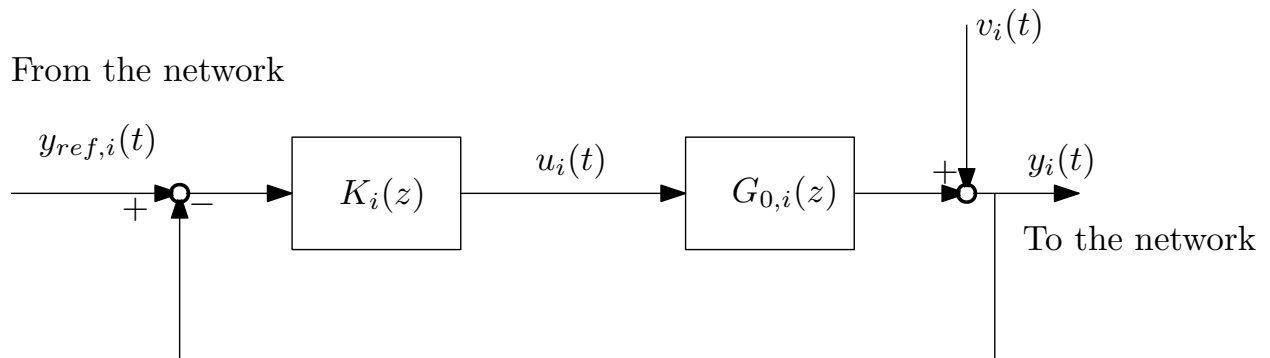 v_i(t)
From the network
y_{ref,i}(t)
u_i(t)
+
y_i(t)
K_i(z)
G_{0,i}(z)
+
−
To the network